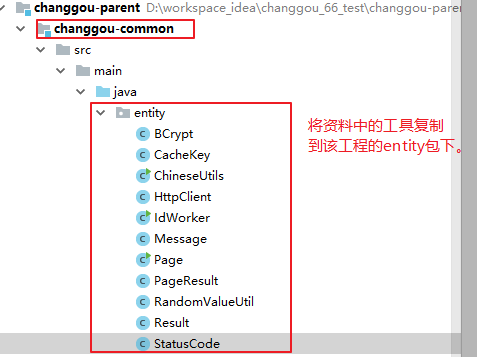 changgou-parent D:\workspace_idea\changgou_66_test\changgou-parer
changgou-common
src
main
java
entity
BCrypt
CacheKey
ChineseUtils
HttpClient
IdWorker
Message
Page
PageResult
RandomValueUtil
Result
StatusCode
将资料中的工具复制
到该工程的entity包下。